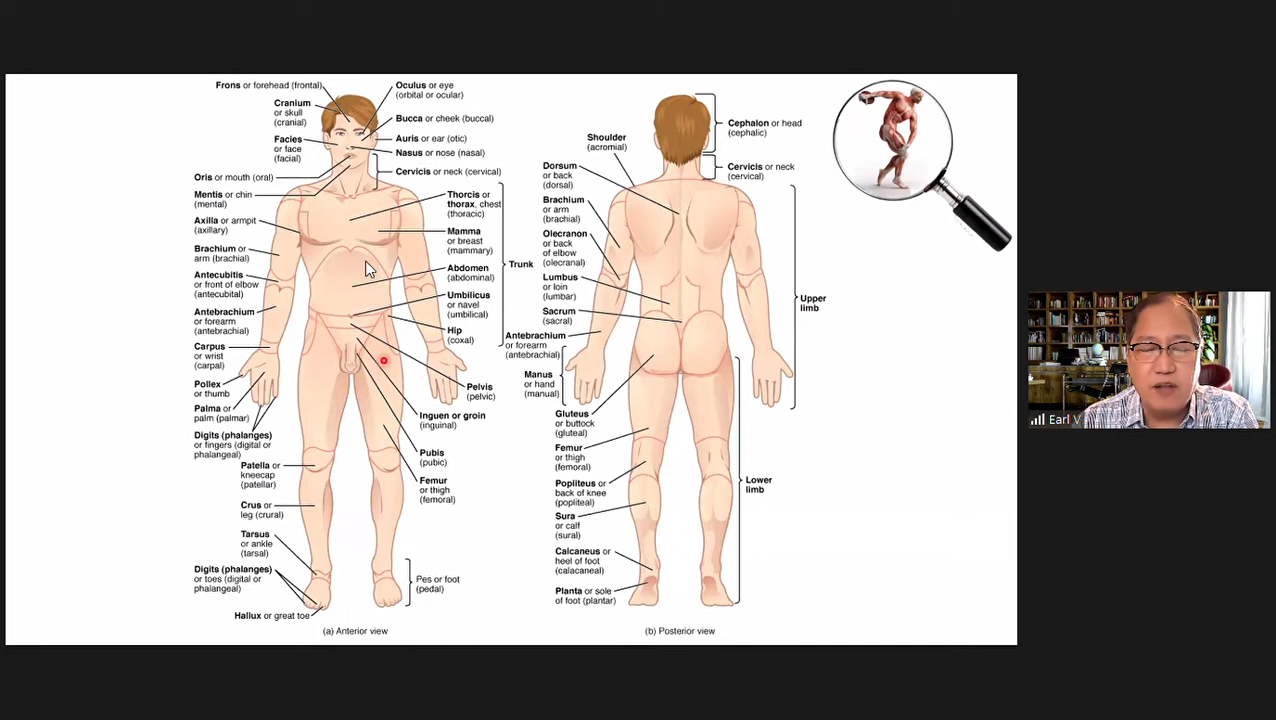 Frons or forehead (frontal)
Cranium
or skull
(cranial)
Facies
or face
(facial)
Oris or mouth (oral)
Mentis or chin
(mental)
Axilla or armpit
(axillary)
Brachium or
arm (brachial)
Antecubitis
or front of elbow
(antecubital)
Antebrachium
or forearm
(antebrachial)
Carpus
or wrist
(carpal)
Pollex
or thumb
Palma or
palm (palmar)
Digits (phalanges)
or fingers (digital or
phalangeal)
Patella or
kneecap
(patellar)
Crus or
leg (crural)
Tarsus
or ankle
(tarsal)
Digits (phalanges)
or toes (digital or
phalangeal)
Hallux or great toe
Oculus or eye
(orbital or ocular)
Bucca or cheek (buccal)
Auris or ear (otic)
Nasus or nose (nasal)
Cervicis or neck (cervical)
Thorcis or
thorax, chest
(thoracic)
Mamma
or breast
(mammary)
Abdomen
(abdominal)
Umbilicus
or navel
(umbilical)
Hip
(coxal)
Trunk
Pelvis
(pelvic)
Inguen or groin
(inguinal)
Pubis
(pubic)
Femur
or thigh
(femoral)
Pes or foot
(pedal)
(a) Anterior view
Shoulder
(acromial)
Dorsum
or back
(dorsal)
Brachium
or arm
(brachial)
Olecranon
or back
of elbow
(olecranal)
Lumbus
or loin
(lumbar)
Sacrum
(sacral)
Antebrachium
or forearm
(antebrachial)
Manus
or hand
(manual)
Gluteus
or buttock
(gluteal)
Femur
or thigh
(femoral)
Popliteus or
back of knee
(popliteal)
Sura
or calf
(sural)
Calcaneus or
heel of foot
(calacaneal)
Planta or sole
of foot (plantar)
Cephalon or head
(cephalic)
Cervicis or neck
(cervical)
Upper
limb
Lower
limb
(b) Posterior view
Earl V